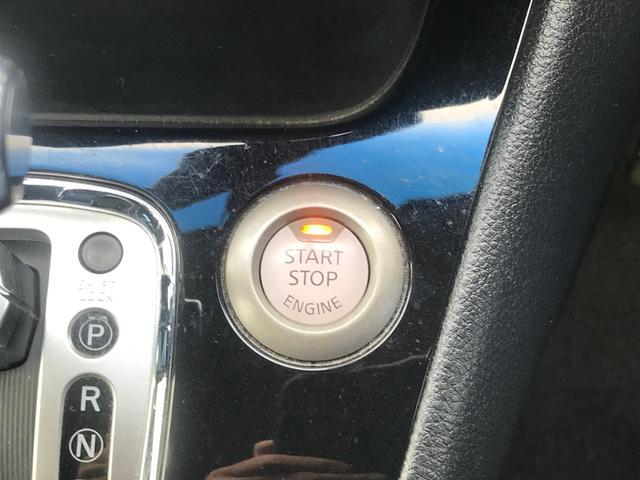 START
STOP
ENGINE
SHIFT
LOCK
P
R
N